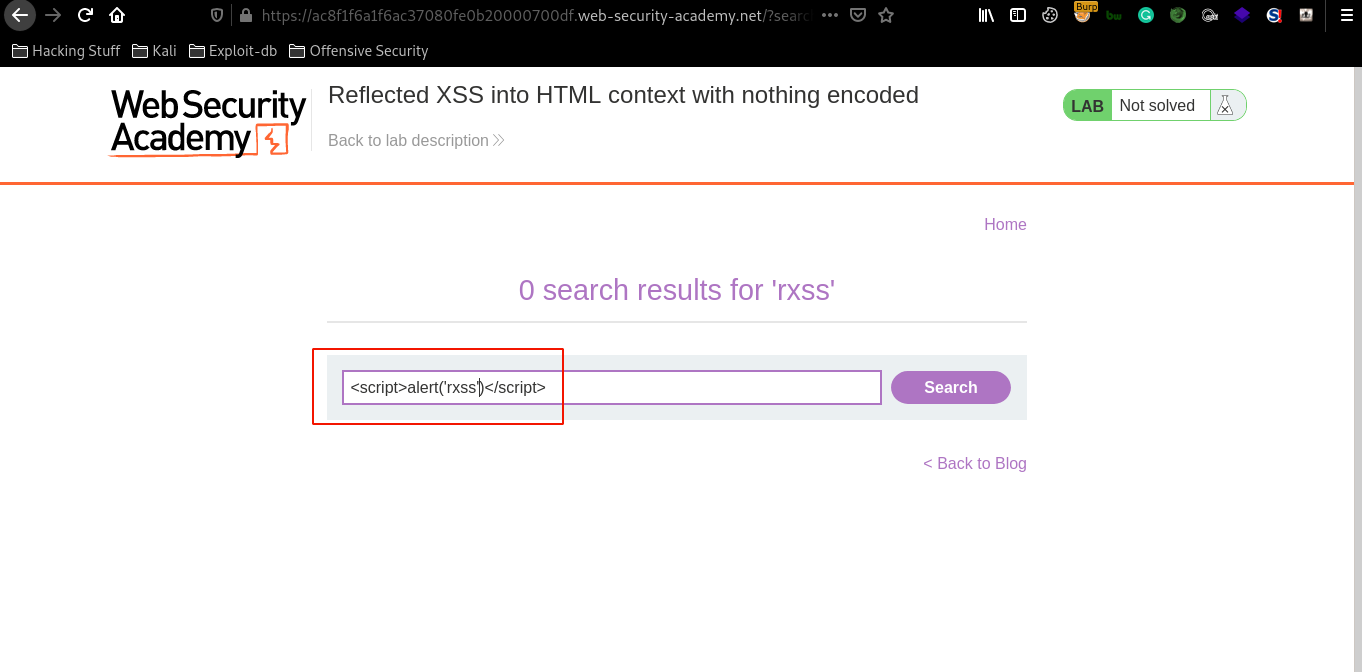 https://ac8f1f6a1f6ac37080fe0b20000700df.web-security-academy.net/?searc
Burp
Hacking Stuff Kali Exploit-db Offensive Security
Web Security
Academy
Reflected XSS into HTML context with nothing encoded
Back to lab description
LAB Not solved
Home
0 search results for 'rxss'
<script>alert('rxss')</script>
Search
< Back to Blog